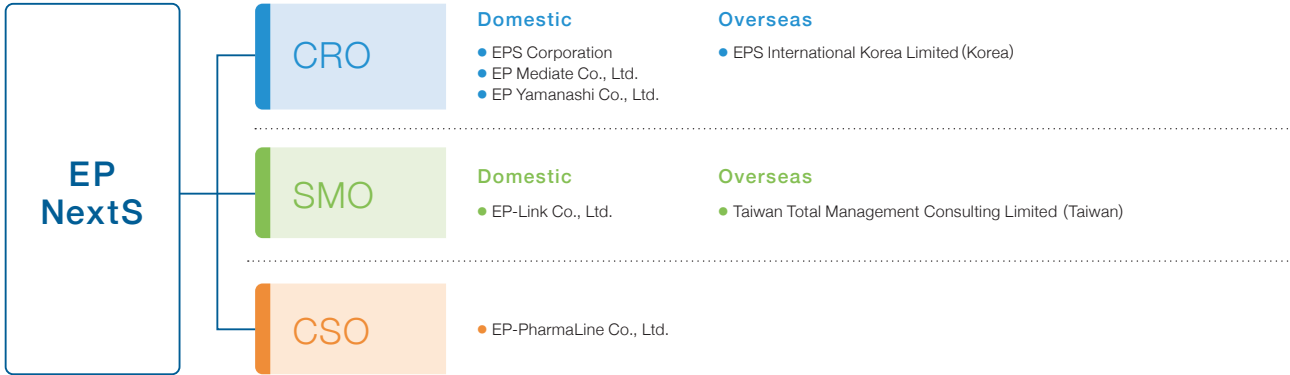 EP
NextS
CRO
Domestic
● EPS Corporation
● EP Mediate Co., Ltd.
● EP Yamanashi Co., Ltd.
Overseas
● EPS International Korea Limited (Korea)
SMO
Domestic
● EP-Link Co., Ltd.
Overseas
● Taiwan Total Management Consulting Limited (Taiwan)
CSO
● EP-PharmaLine Co., Ltd.